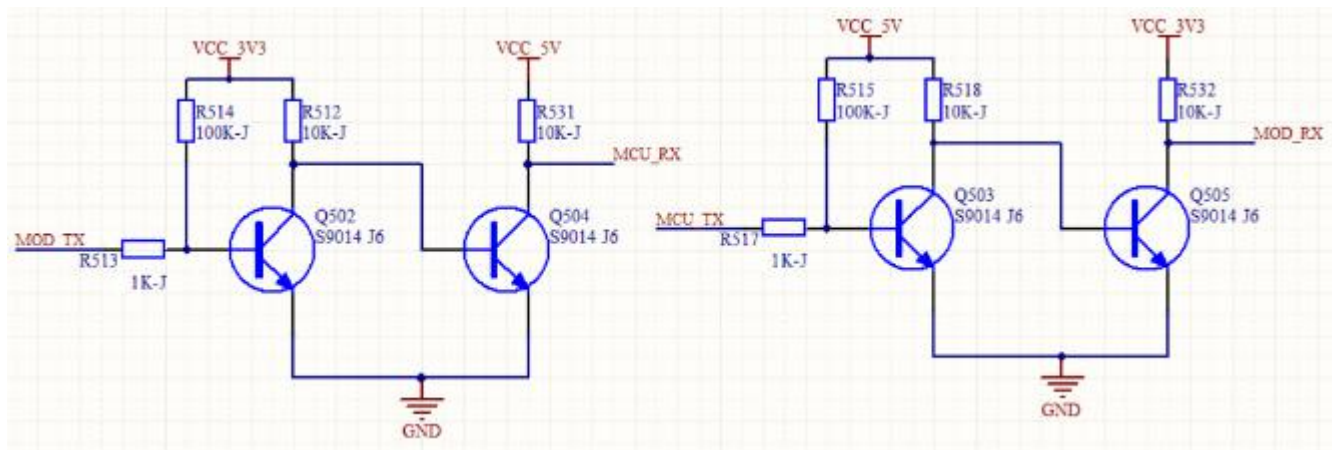 VCC_3V3
VCC_5V
R514
100K-J
R512
10K-J
R531
10K-J
MCU_RX
Q502
S9014 J6
Q504
S9014 J6
MOD_TX
R513
1K-J
GND
VCC_5V
VCC_3V3
R515
100K-J
R518
10K-J
R532
10K-J
MOD_RX
Q503
S9014 J6
Q505
S9014 J6
MCU_TX
R517
1K-J
GND